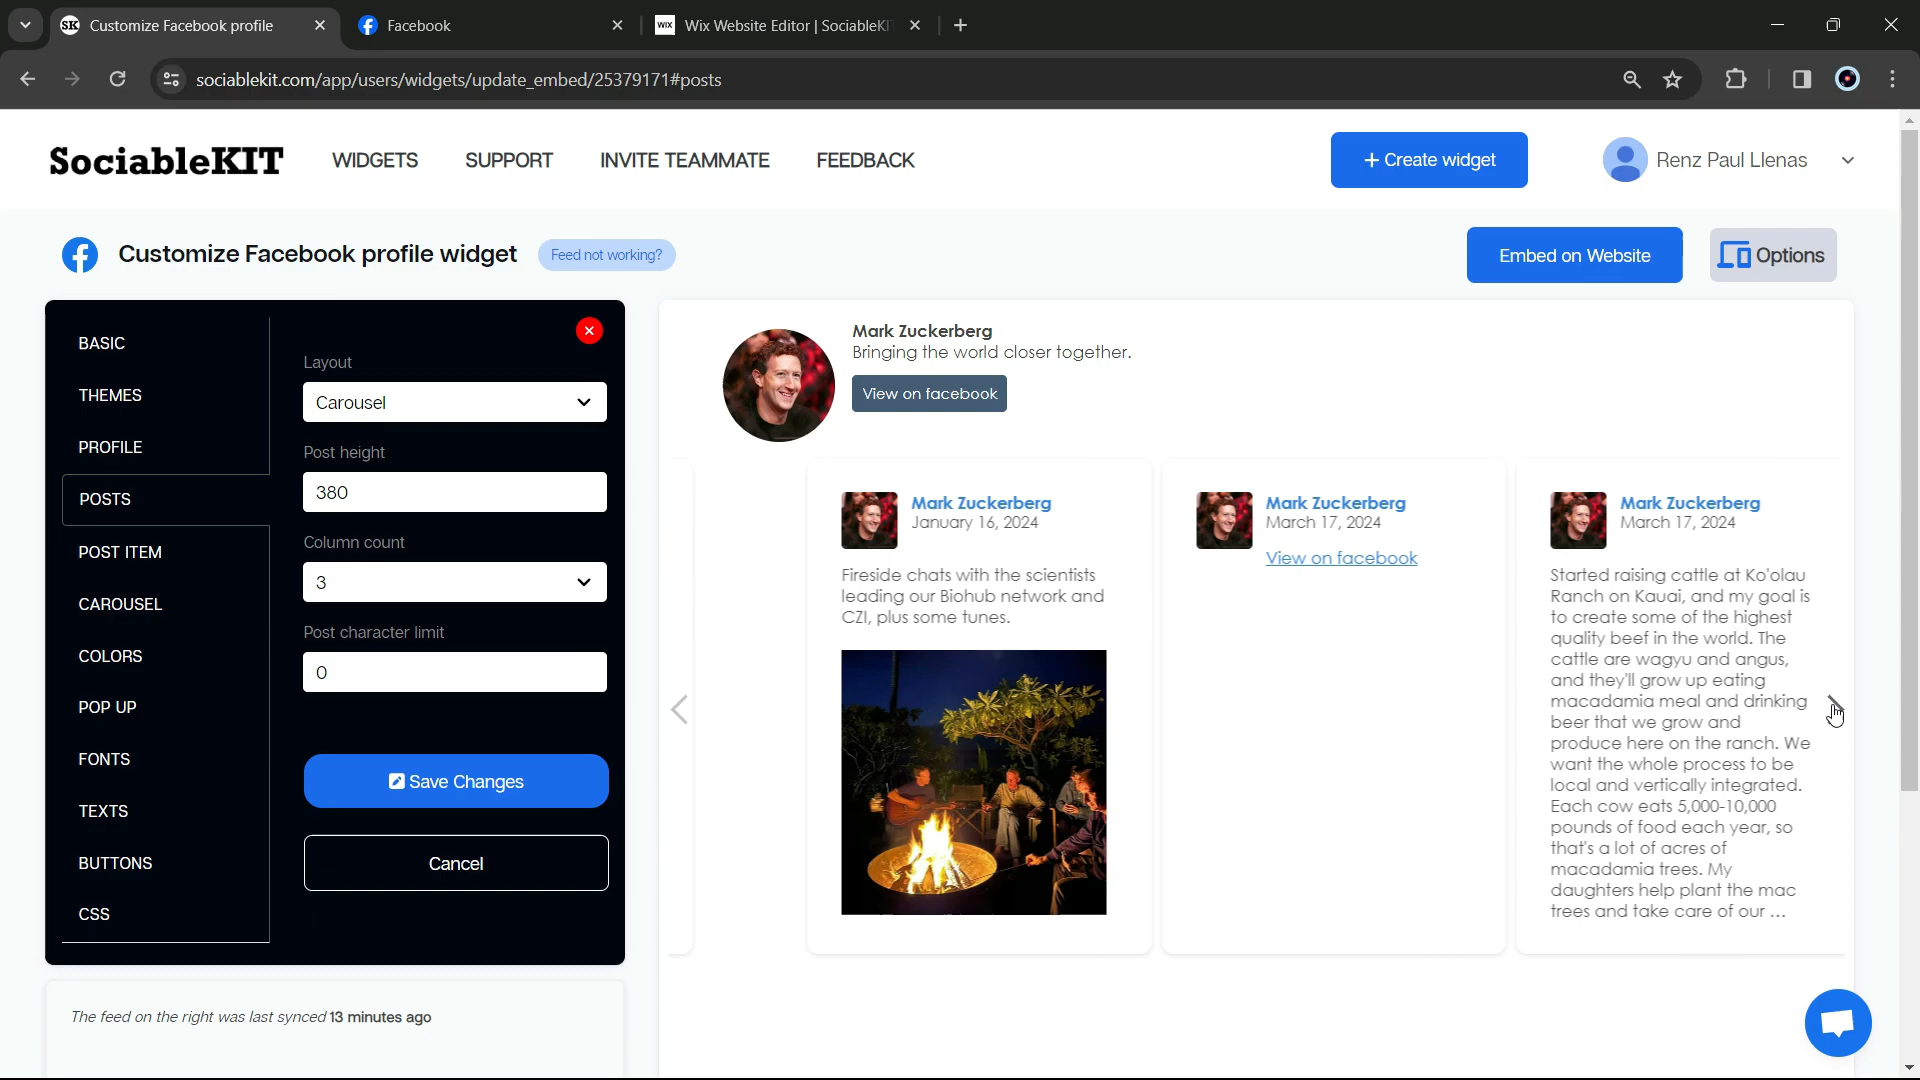 SK Customize Facebook profile
Facebook
WIX Wix Website Editor | SociableKI
sociablekit.com/app/users/widgets/update_embed/25379171#posts
SociableKIT
WIDGETS
SUPPORT
INVITE TEAMMATE
FEEDBACK
+ Create widget
Renz Paul Llenas
Customize Facebook profile widget
Feed not working?
Embed on Website
Options
BASIC
THEMES
PROFILE
POSTS
POST ITEM
CAROUSEL
COLORS
POP UP
FONTS
TEXTS
BUTTONS
CSS
Layout
Carousel
Post height
380
Column count
3
Post character limit
0
Save Changes
Cancel
The feed on the right was last synced 13 minutes ago
Mark Zuckerberg
Bringing the world closer together.
View on facebook
Mark Zuckerberg
January 16, 2024
Fireside chats with the scientists
leading our Biohub network and
CZI, plus some tunes.
Mark Zuckerberg
March 17, 2024
View on facebook
Mark Zuckerberg
March 17, 2024
Started raising cattle at Ko'olau
Ranch on Kauai, and my goal is
to create some of the highest
quality beef in the world. The
cattle are wagyu and angus,
and they'll grow up eating
macadamia meal and drinking
beer that we grow and
produce here on the ranch. We
want the whole process to be
local and vertically integrated.
Each cow eats 5,000-10,000
pounds of food each year, so
that's a lot of acres of
macadamia trees. My
daughters help plant the mac
trees and take care of our ...